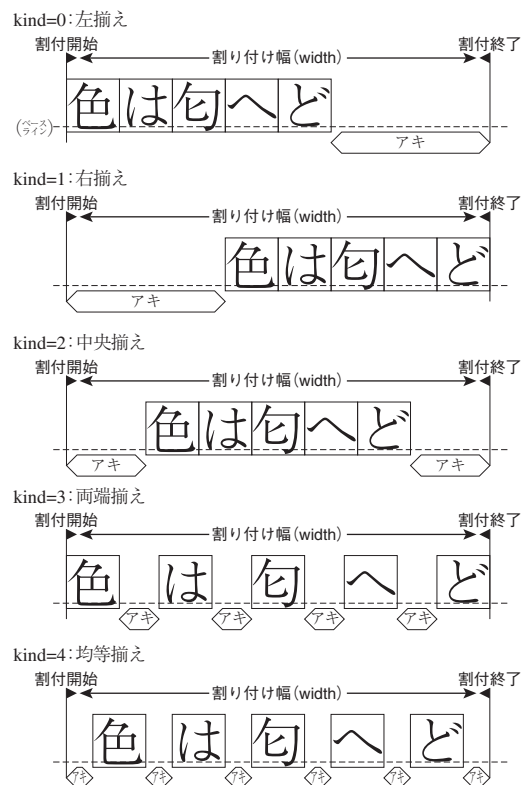 kind=0：左揃え
割付開始 割り付け幅（width） 割付終了
色は匂へど
（ベースライン）
アキ
kind=1：右揃え
割付開始 割り付け幅（width） 割付終了
色は匂へど
アキ
kind=2：中央揃え
割付開始 割り付け幅（width） 割付終了
色は匂へど
アキ アキ
kind=3：両端揃え
割付開始 割り付け幅（width） 割付終了
色 は 匂 へ ど
アキ アキ アキ アキ
kind=4：均等揃え
割付開始 割り付け幅（width） 割付終了
色 は 匂 へ ど
アキ アキ アキ アキ アキ アキ